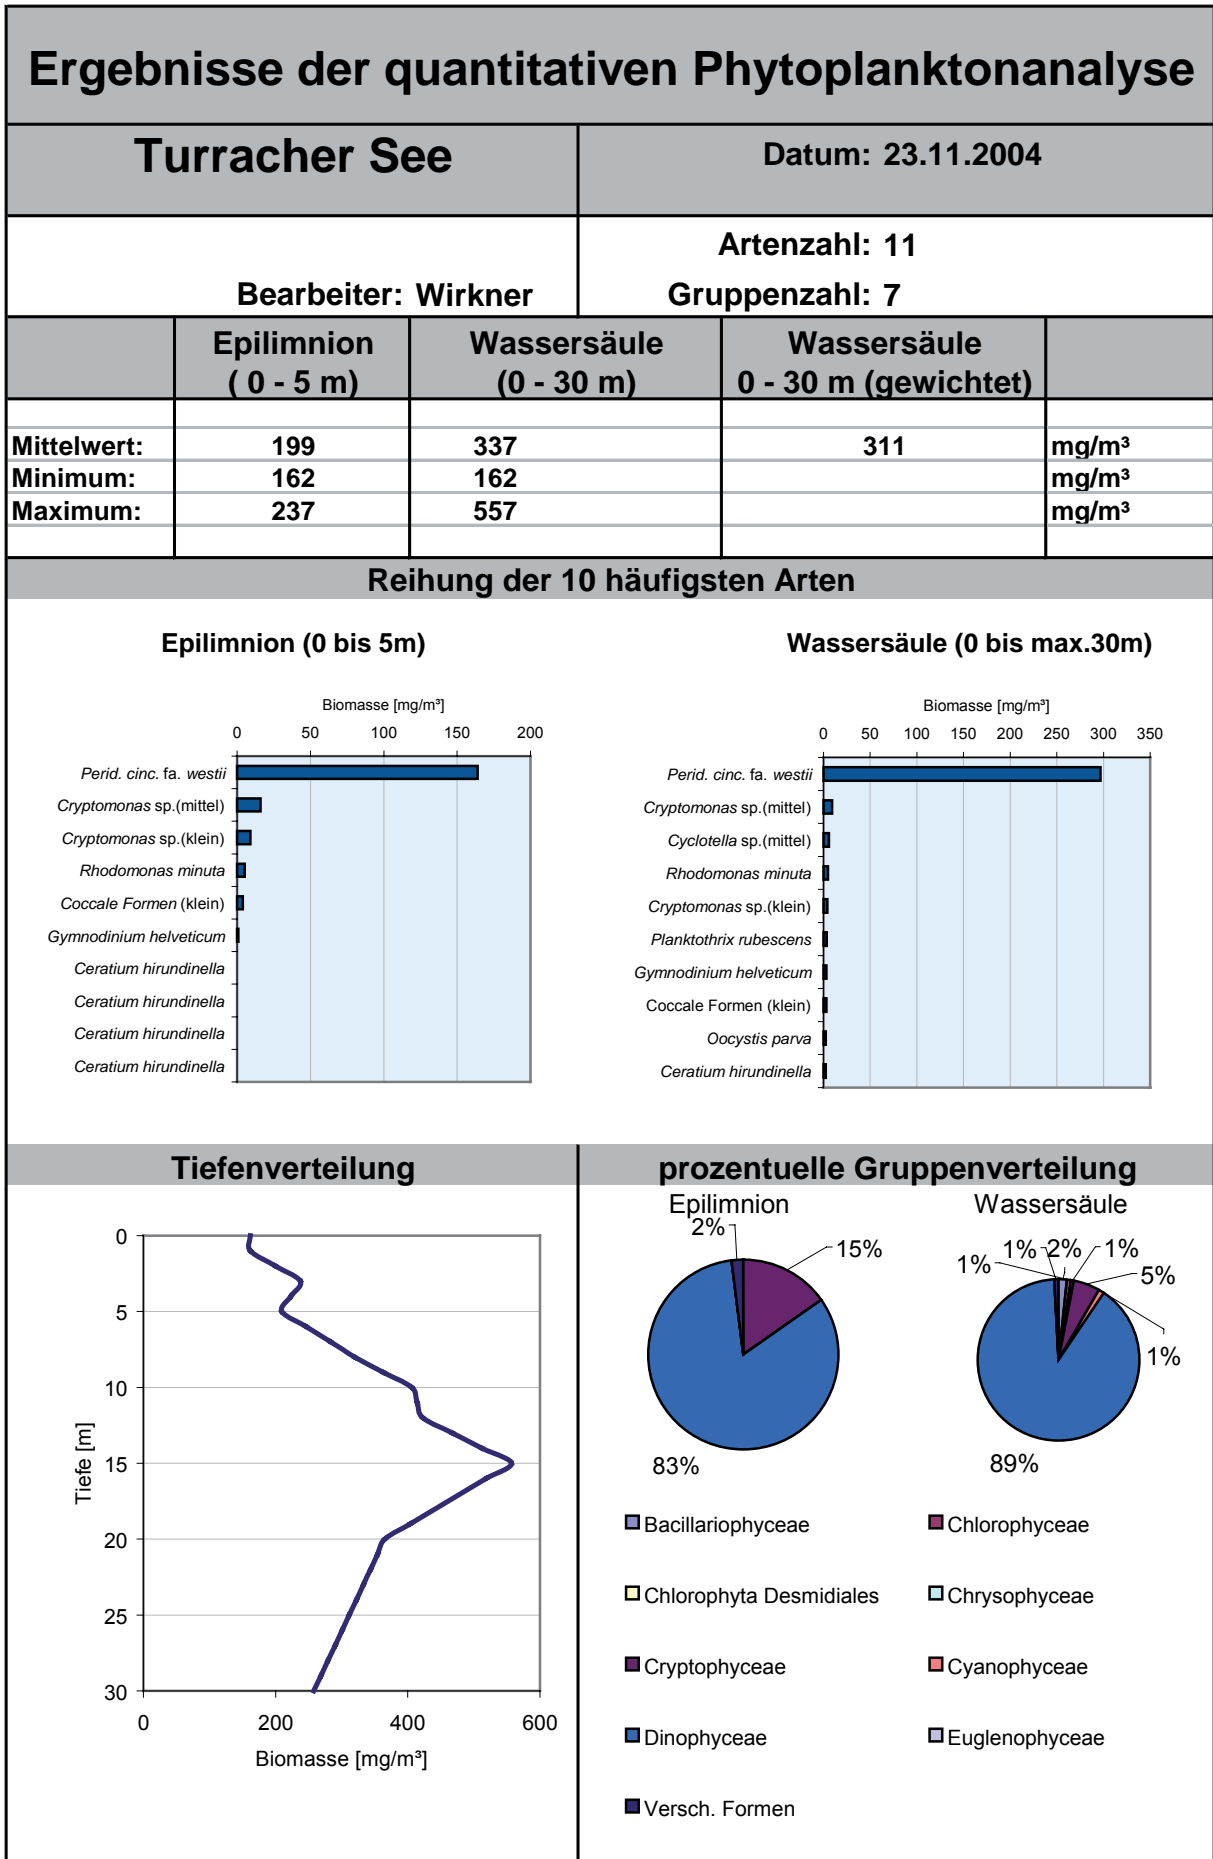 Ergebnisse der quantitativen Phytoplanktonanalyse
Turracher See
Datum: 23.11.2004
Artenzahl: 11
Bearbeiter: Wirkner
Gruppenzahl: 7
Epilimnion
( 0 - 5 m)
Wassersäule
(0 - 30 m)
Wassersäule
0 - 30 m (gewichtet)
Mittelwert: 199 337 311 mg/m³
Minimum: 162 162 mg/m³
Maximum: 237 557 mg/m³
Reihung der 10 häufigsten Arten
Epilimnion (0 bis 5m)
Biomasse [mg/m³]
0 50 100 150 200
Perid. cinc. fa. westii
Cryptomonas sp.(mittel)
Cryptomonas sp.(klein)
Rhodomonas minuta
Coccale Formen (klein)
Gymnodinium helveticum
Ceratium hirundinella
Ceratium hirundinella
Ceratium hirundinella
Ceratium hirundinella
Wassersäule (0 bis max.30m)
Biomasse [mg/m³]
0 50 100 150 200 250 300 350
Perid. cinc. fa. westii
Cryptomonas sp.(mittel)
Cyclotella sp.(mittel)
Rhodomonas minuta
Cryptomonas sp.(klein)
Planktothrix rubescens
Gymnodinium helveticum
Coccale Formen (klein)
Oocystis parva
Ceratium hirundinella
Tiefenverteilung
0
5
10
15
20
25
30
Tiefe [m]
0 200 400 600
Biomasse [mg/m³]
prozentuelle Gruppenverteilung
Epilimnion
2%
15%
83%
Wassersäule
1% 1% 2% 1%
5%
1%
89%
Bacillariophyceae
Chlorophyceae
Chlorophyta Desmidiales
Chrysophyceae
Cryptophyceae
Cyanophyceae
Dinophyceae
Euglenophyceae
Versch. Formen